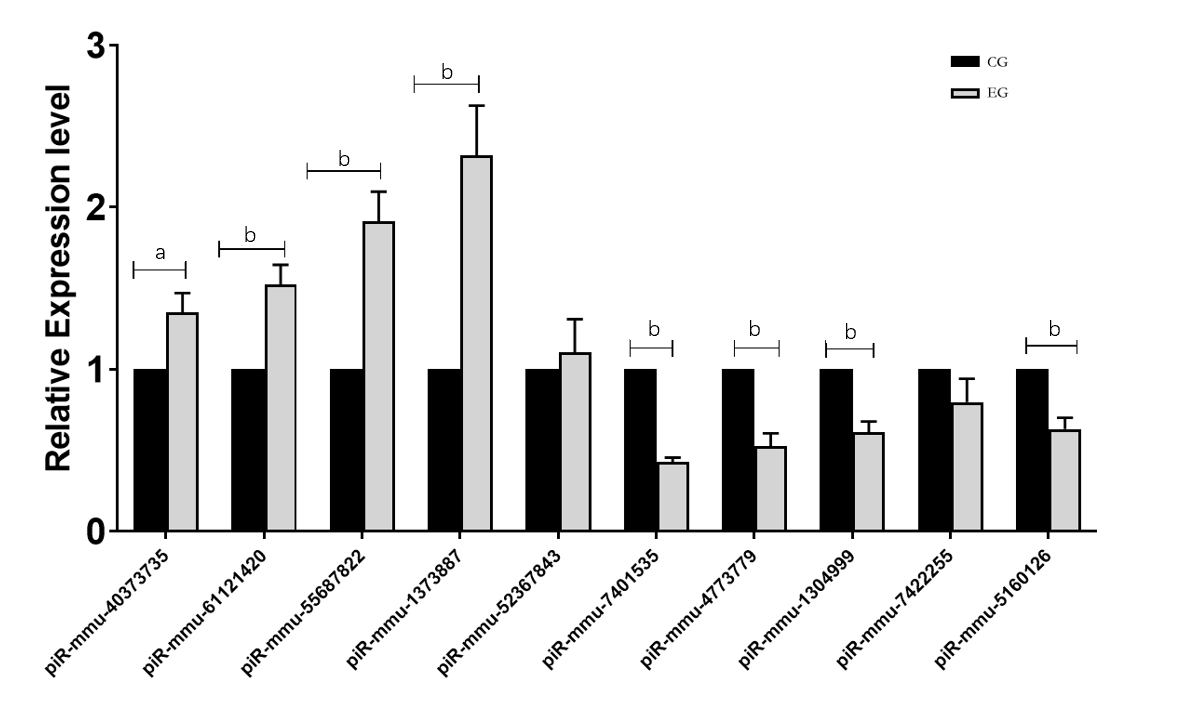 Relative Expression level
3
2
1
0
CG
EG
a
b
b
b
b
b
b
b
piR-mmu-40373735
piR-mmu-61121420
piR-mmu-55687822
piR-mmu-1373887
piR-mmu-52367843
piR-mmu-7401535
piR-mmu-4773779
piR-mmu-1304999
piR-mmu-7422255
piR-mmu-5160126